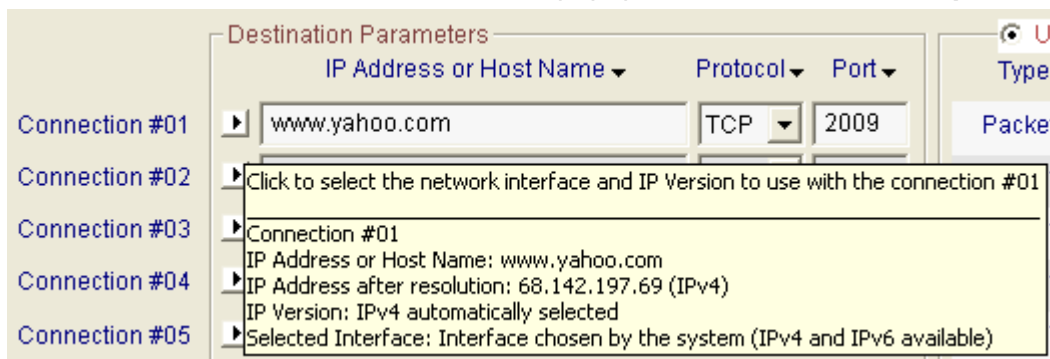 Destination Parameters
IP Address or Host Name Protocol Port Type
Connection #01 www.yahoo.com TCP 2009 Packe
Connection #02
Click to select the network interface and IP Version to use with the connection #01
Connection #03
Connection #01
IP Address or Host Name: www.yahoo.com
Connection #04
IP Address after resolution: 68.142.197.69 (IPv4)
IP Version: IPv4 automatically selected
Connection #05
Selected Interface: Interface chosen by the system (IPv4 and IPv6 available)